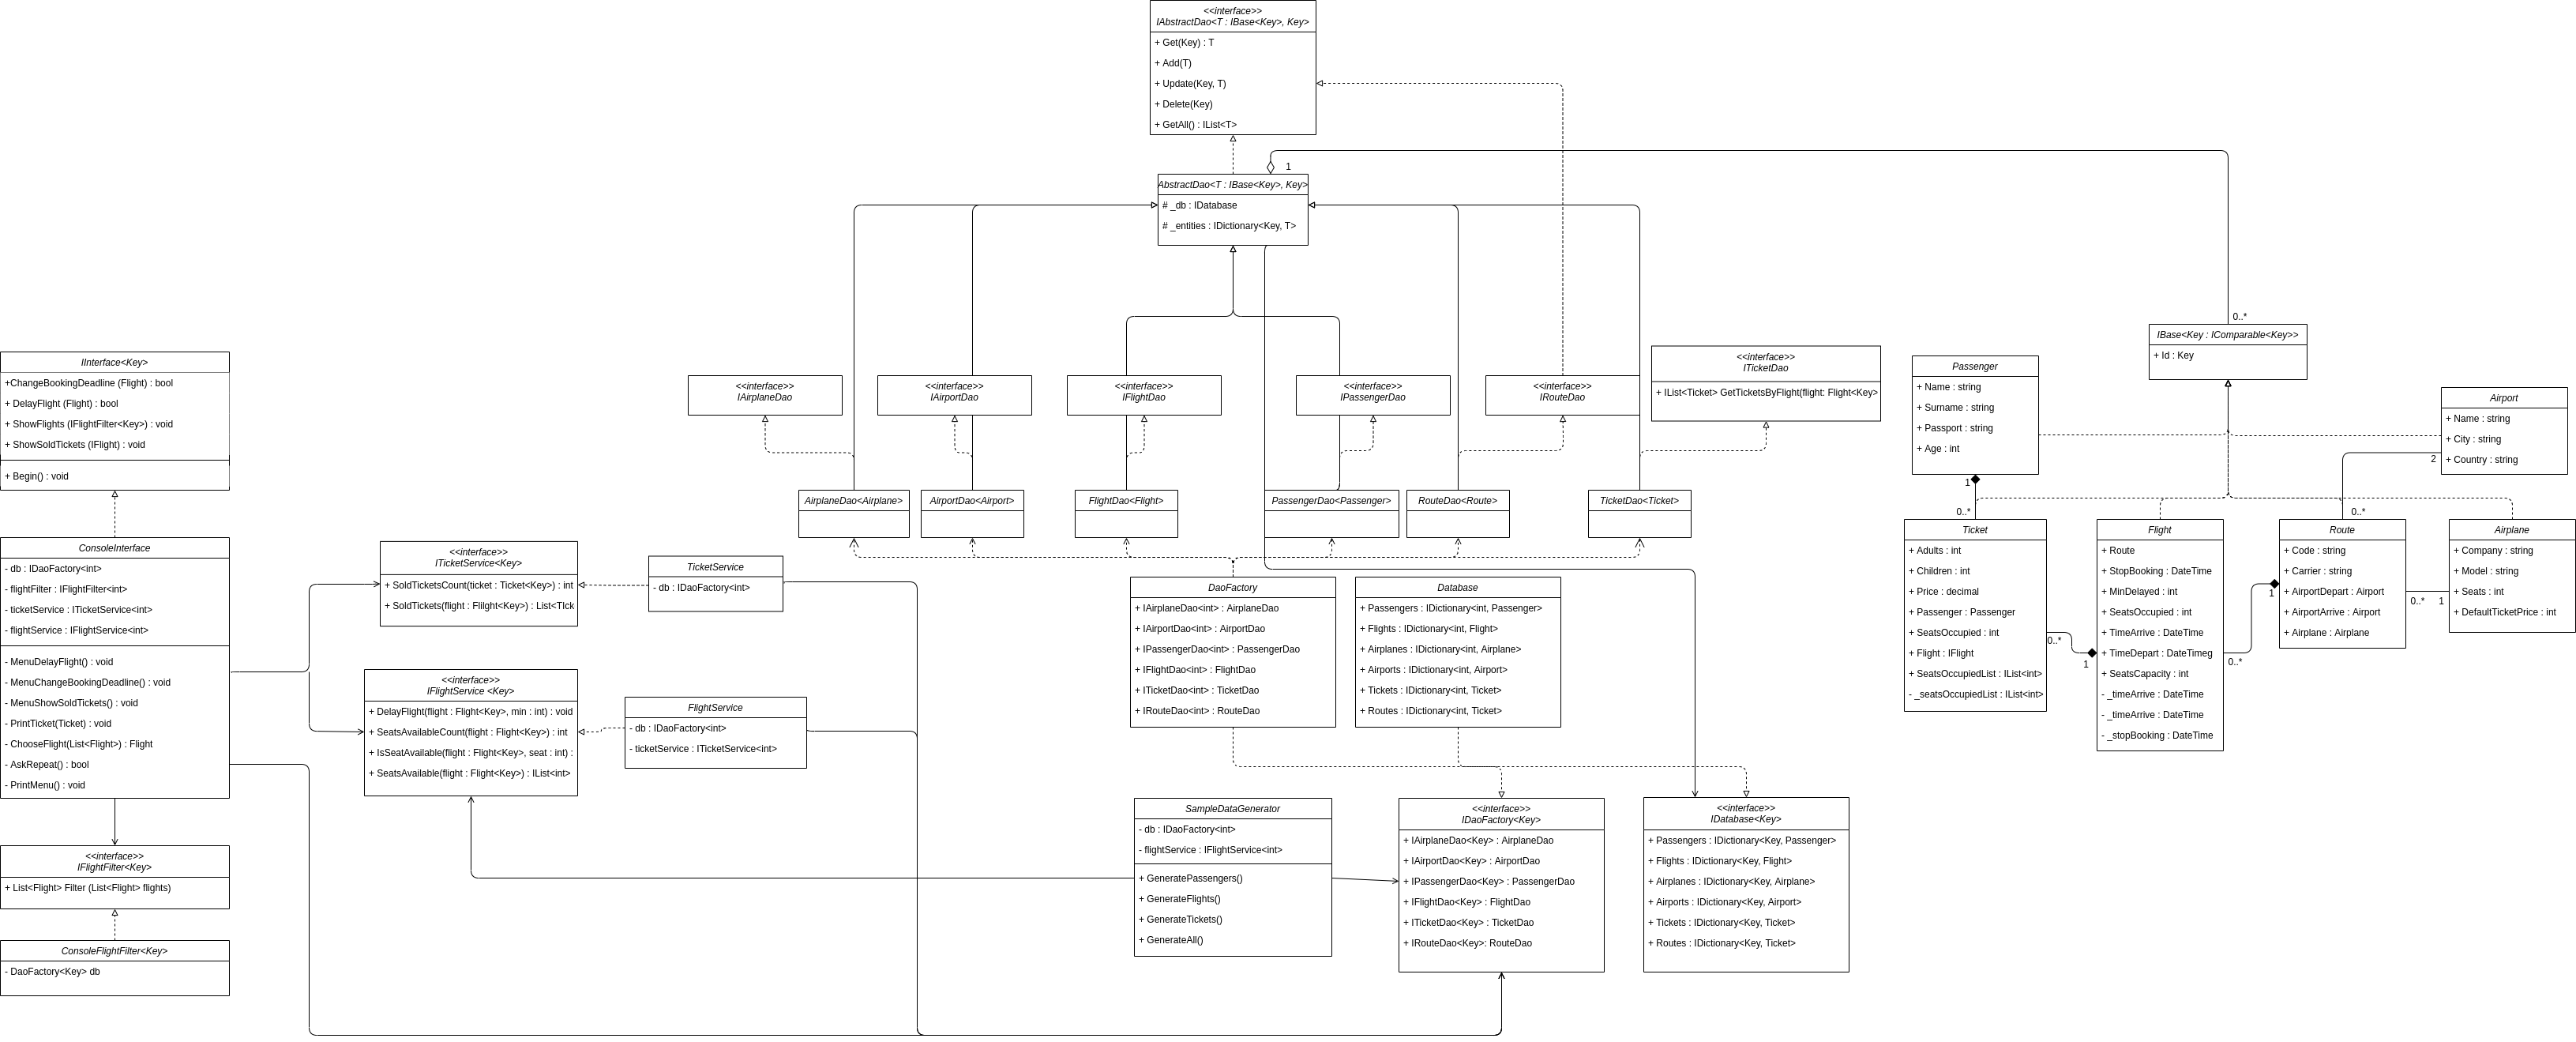 <<interface>>
IAbstractDao<T : IBase<Key>, Key>
+ Get(Key) : T
+ Add(T)
+ Update(Key, T)
+ Delete(Key)
+ GetAll() : IList<T>
1
AbstractDao<T : IBase<Key>, Key>
# _db : IDatabase
# _entities : IDictionary<Key, T>
0..*
IBase<Key : IComparable<Key>>
+ Id : Key
IInterface<Key>
+ChangeBookingDeadline (Flight) : bool
+ DelayFlight (Flight) : bool
+ ShowFlights (IFlightFilter<Key>) : void
+ ShowSoldTickets (IFlight) : void
+ Begin() : void
<<interface>>
IAirplaneDao
<<interface>>
IAirportDao
<<interface>>
IFlightDao
<<interface>>
IPassengerDao
<<interface>>
IRouteDao
<<interface>>
ITicketDao
+ IList<Ticket> GetTicketsByFlight(flight: Flight<Key>
Passenger
+ Name : string
+ Surname : string
+ Passport : string
+ Age : int
Airport
+ Name : string
+ City : string
+ Country : string
2
1
0..*
0..*
AirplaneDao<Airplane>
AirportDao<Airport>
FlightDao<Flight>
PassengerDao<Passenger>
RouteDao<Route>
TicketDao<Ticket>
ConsoleInterface
- db : IDaoFactory<int>
- flightFilter : IFlightFilter<int>
- ticketService : ITicketService<int>
- flightService : IFlightService<int>
- MenuDelayFlight() : void
- MenuChangeBookingDeadline() : void
- MenuShowSoldTickets() : void
- PrintTicket(Ticket) : void
- ChooseFlight(List<Flight>) : Flight
- AskRepeat() : bool
- PrintMenu() : void
<<interface>>
ITicketService<Key>
+ SoldTicketsCount(ticket : Ticket<Key>) : int
+ SoldTickets(flight : Flilght<Key>) : List<TIck
TicketService
- db : IDaoFactory<int>
<<interface>>
IFlightService <Key>
+ DelayFlight(flight : Flight<Key>, min : int) : void
+ SeatsAvailableCount(flight : Flight<Key>) : int
+ IsSeatAvailable(flight : Flight<Key>, seat : int) :
+ SeatsAvailable(flight : Flight<Key>) : IList<int>
FlightService
- db : IDaoFactory<int>
- ticketService : ITicketService<int>
DaoFactory
+ IAirplaneDao<int> : AirplaneDao
+ IAirportDao<int> : AirportDao
+ IPassengerDao<int> : PassengerDao
+ IFlightDao<int> : FlightDao
+ ITicketDao<int> : TicketDao
+ IRouteDao<int> : RouteDao
Database
+ Passengers : IDictionary<int, Passenger>
+ Flights : IDictionary<int, Flight>
+ Airplanes : IDictionary<int, Airplane>
+ Airports : IDictionary<int, Airport>
+ Tickets : IDictionary<int, Ticket>
+ Routes : IDictionary<int, Ticket>
Ticket
+ Adults : int
+ Children : int
+ Price : decimal
+ Passenger : Passenger
+ SeatsOccupied : int
+ Flight : IFlight
+ SeatsOccupiedList : IList<int>
- _seatsOccupiedList : IList<int>
0..*
1
Flight
+ Route
+ StopBooking : DateTime
+ MinDelayed : int
+ SeatsOccupied : int
+ TimeArrive : DateTime
+ TimeDepart : DateTimeg
+ SeatsCapacity : int
- _timeArrive : DateTime
- _timeArrive : DateTime
- _stopBooking : DateTime
0..*
1
Route
+ Code : string
+ Carrier : string
+ AirportDepart : Airport
+ AirportArrive : Airport
+ Airplane : Airplane
0..*
1
Airplane
+ Company : string
+ Model : string
+ Seats : int
+ DefaultTicketPrice : int
SampleDataGenerator
- db : IDaoFactory<int>
- flightService : IFlightService<int>
+ GeneratePassengers()
+ GenerateFlights()
+ GenerateTickets()
+ GenerateAll()
<<interface>>
IDaoFactory<Key>
+ IAirplaneDao<Key> : AirplaneDao
+ IAirportDao<Key> : AirportDao
+ IPassengerDao<Key> : PassengerDao
+ IFlightDao<Key> : FlightDao
+ ITicketDao<Key> : TicketDao
+ IRouteDao<Key>: RouteDao
<<interface>>
IDatabase<Key>
+ Passengers : IDictionary<Key, Passenger>
+ Flights : IDictionary<Key, Flight>
+ Airplanes : IDictionary<Key, Airplane>
+ Airports : IDictionary<Key, Airport>
+ Tickets : IDictionary<Key, Ticket>
+ Routes : IDictionary<Key, Ticket>
<<interface>>
IFlightFilter<Key>
+ List<Flight> Filter (List<Flight> flights)
ConsoleFlightFilter<Key>
- DaoFactory<Key> db